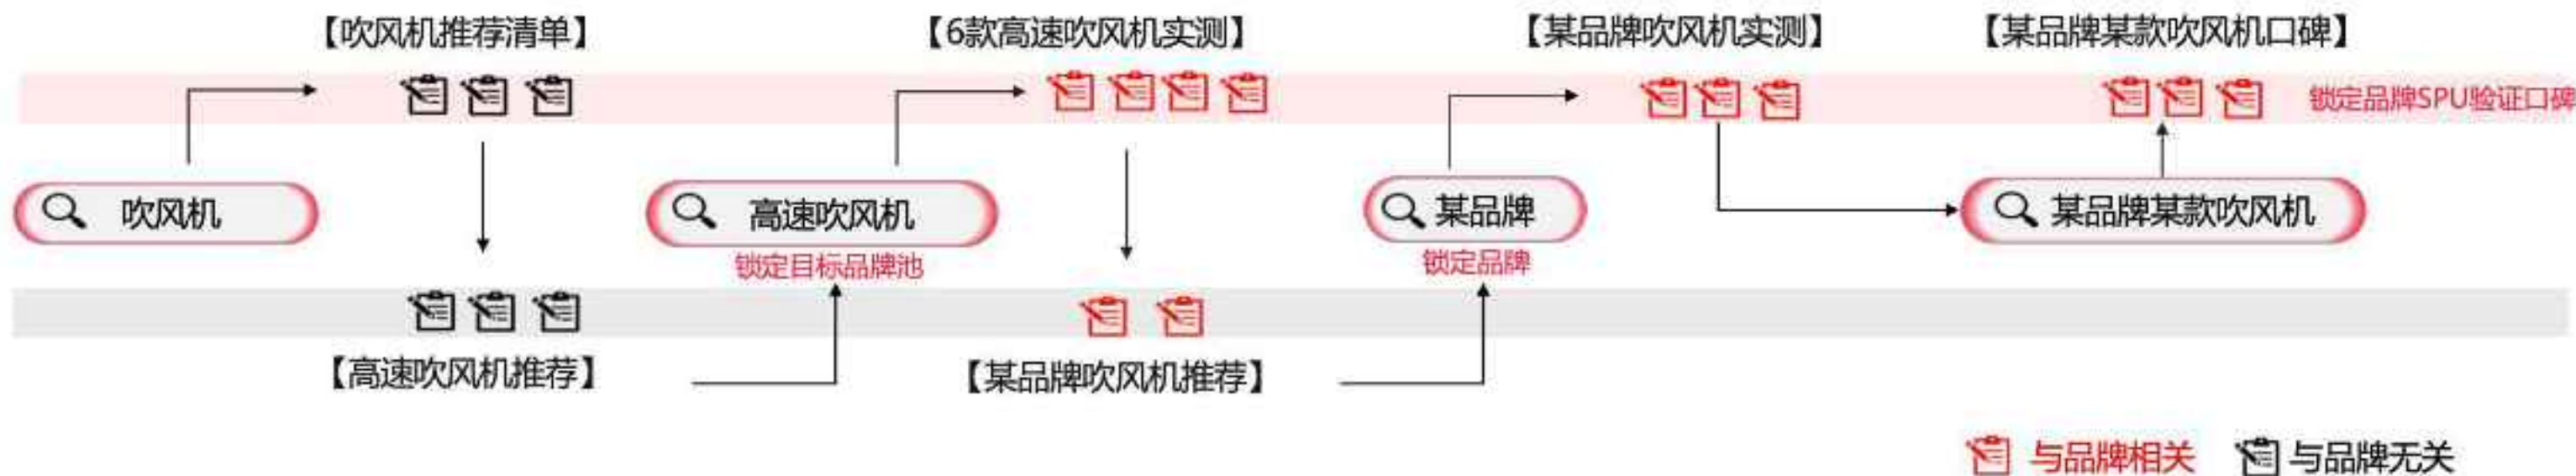 【吹风机推荐清单】
【6款高速吹风机实测】
【某品牌吹风机实测】
【某品牌某款吹风机口碑】
锁定品牌SPU验证口碑
吹风机
高速吹风机
某品牌
某品牌某款吹风机
锁定目标品牌池
锁定品牌
【高速吹风机推荐】
【某品牌吹风机推荐】
与品牌相关
与品牌无关